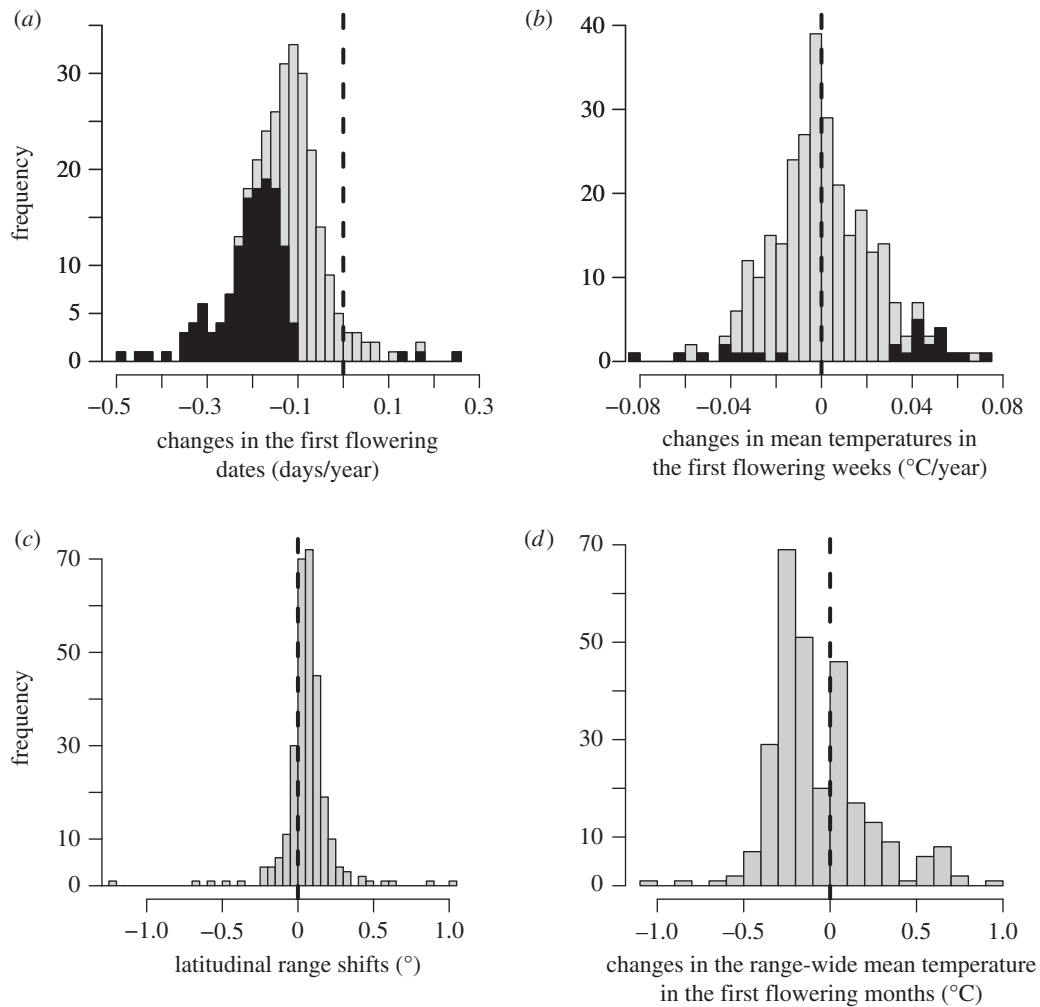 (a)
frequency
30
20
10
5
0
−0.5 −0.3 −0.1 0.1 0.3
changes in the first flowering
dates (days/year)
(b)
40
30
20
10
0
−0.08 −0.04 0 0.04 0.08
changes in mean temperatures in
the first flowering weeks (°C/year)
(c)
frequency
70
50
30
10
0
−1.0 −0.5 0 0.5 1.0
latitudinal range shifts (°)
(d)
70
50
30
10
0
−1.0 −0.5 0 0.5 1.0
changes in the range-wide mean temperature
in the first flowering months (°C)